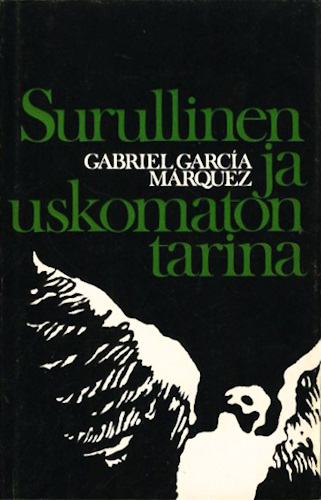 Surullinen
GABRIEL GARCÍA
MÁRQUEZ
ja
uskomaton
tarina